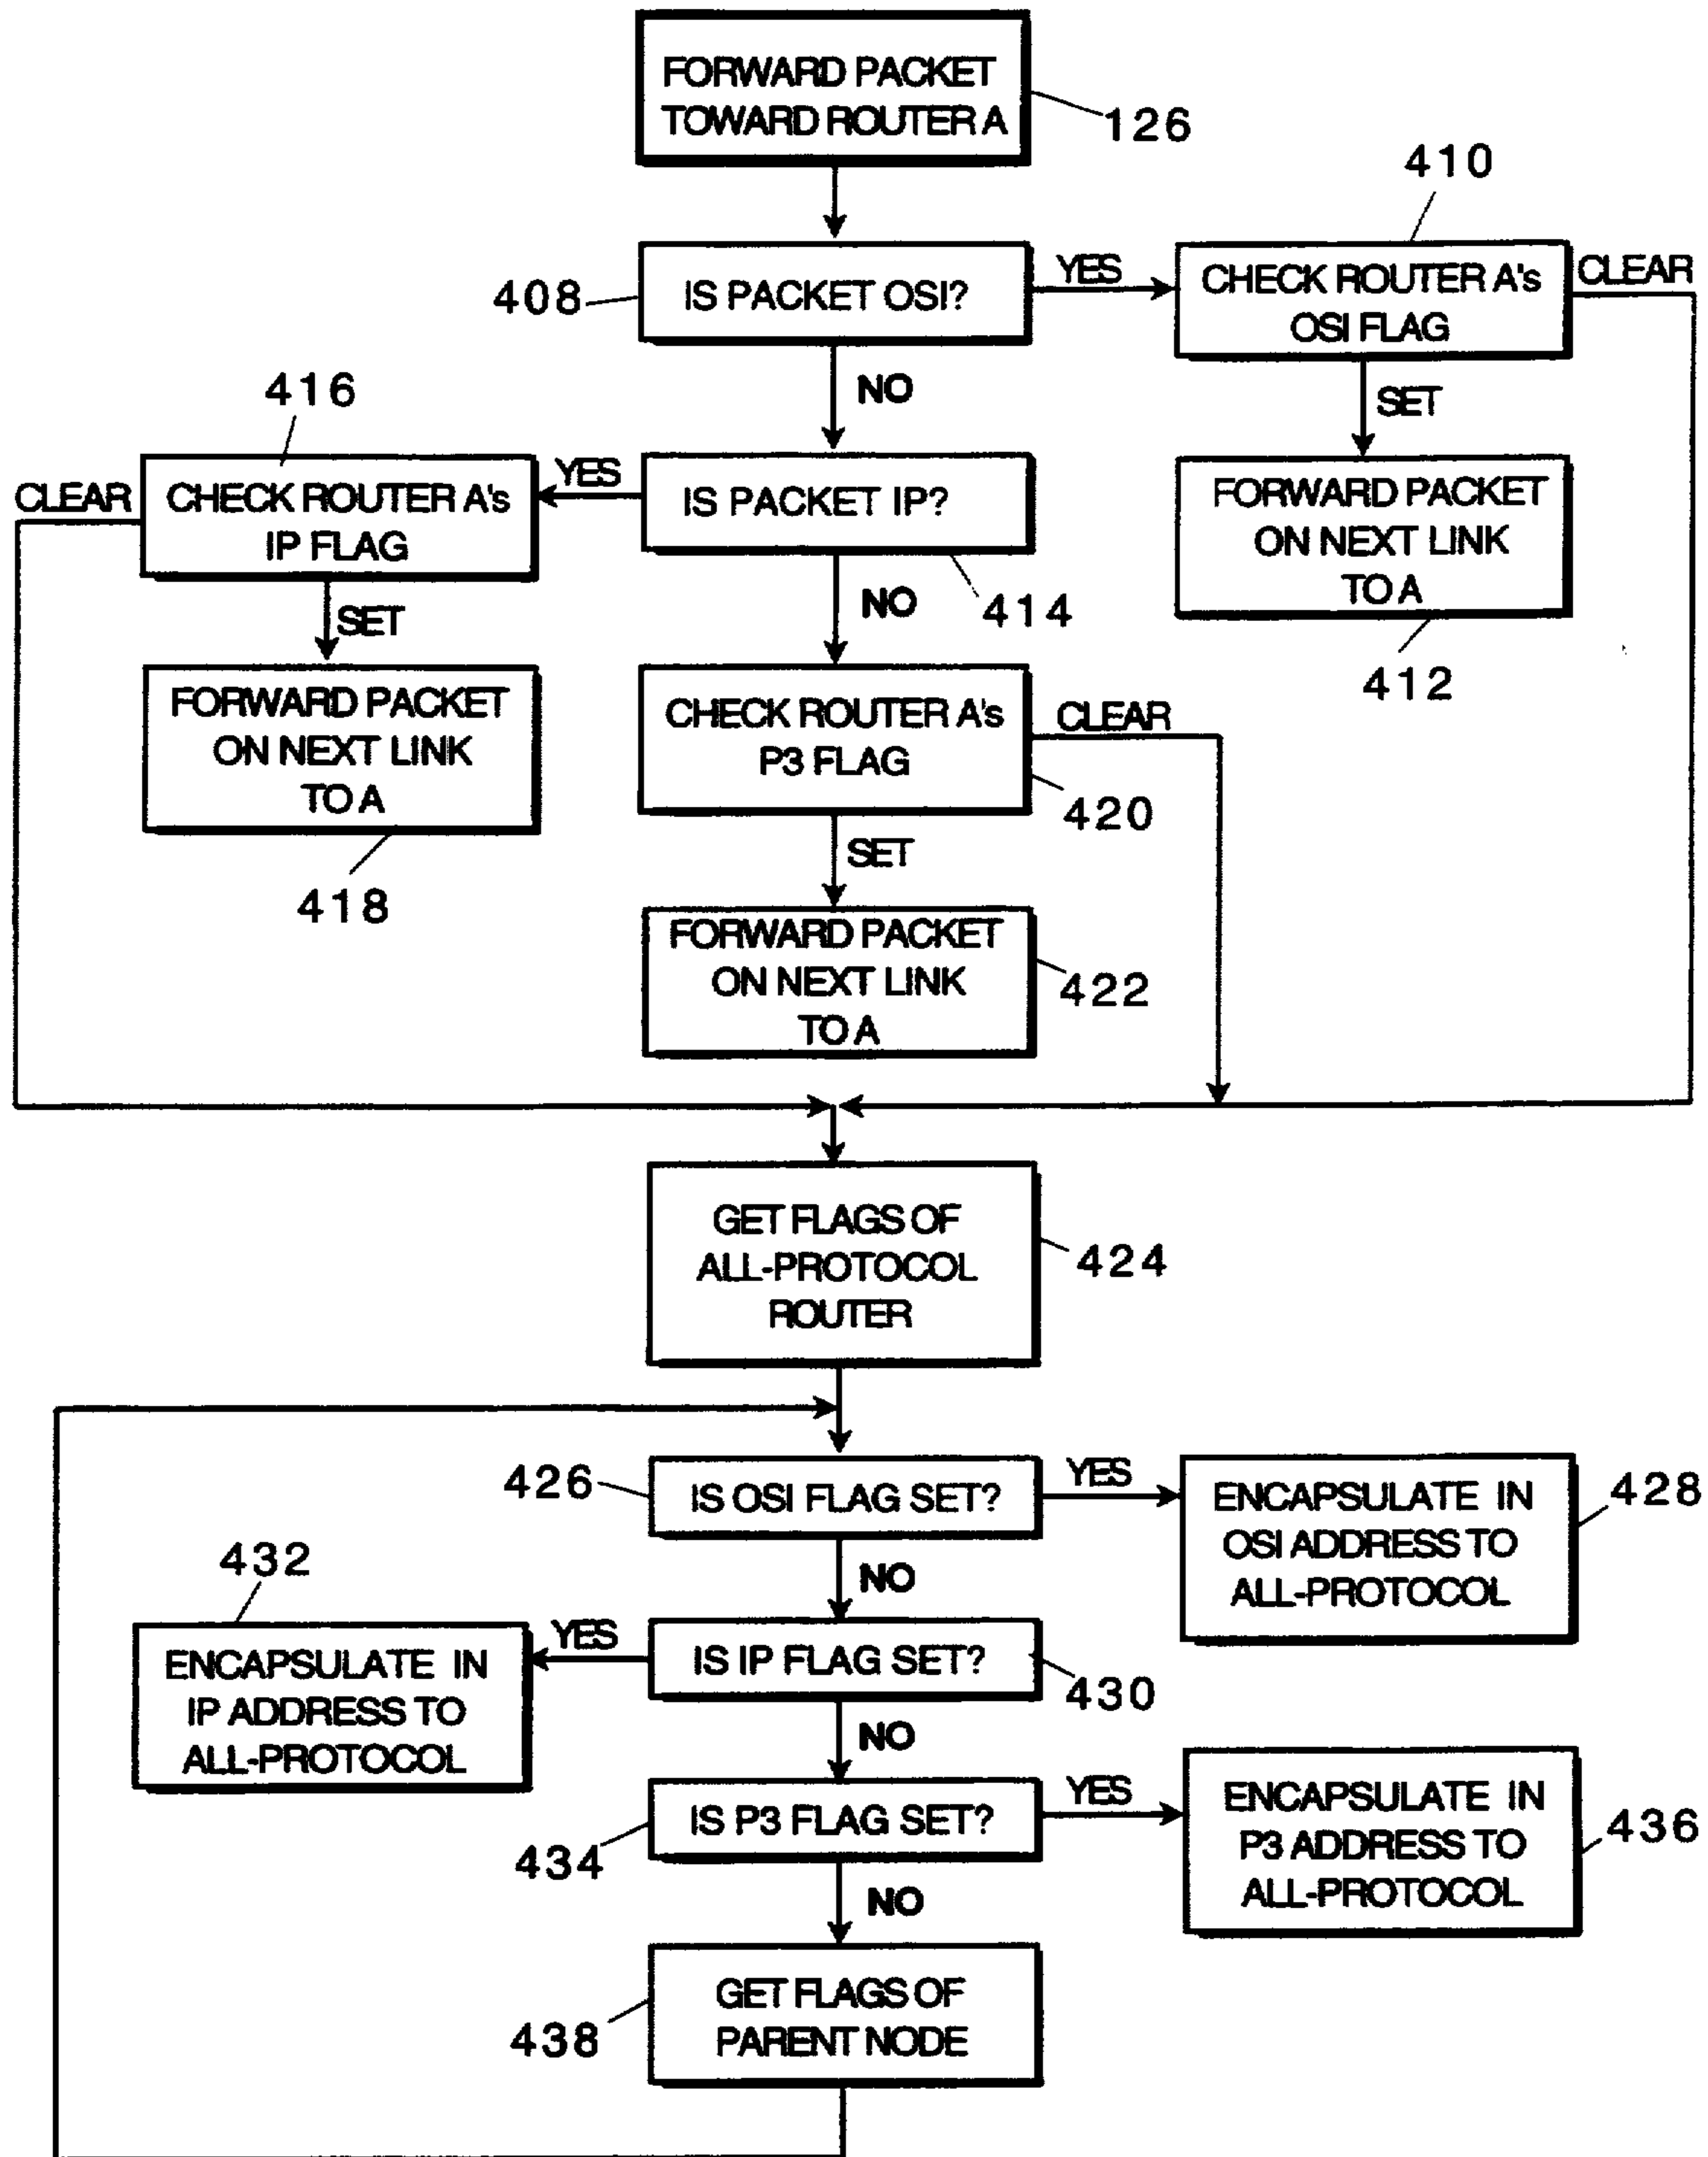 FORWARD PACKET
TOWARD ROUTER A
126
410
408
IS PACKET OSI?
YES
CHECK ROUTER A's
OSI FLAG
CLEAR
NO
SET
416
CLEAR
CHECK ROUTER A's
IP FLAG
YES
IS PACKET IP?
414
FORWARD PACKET
ON NEXT LINK
TO A
412
SET
NO
FORWARD PACKET
ON NEXT LINK
TO A
418
CHECK ROUTER A's
P3 FLAG
CLEAR
420
SET
FORWARD PACKET
ON NEXT LINK
TO A
422
GET FLAGS OF
ALL-PROTOCOL
ROUTER
424
426
IS OSI FLAG SET?
YES
ENCAPSULATE IN
OSI ADDRESS TO
ALL-PROTOCOL
428
NO
432
ENCAPSULATE IN
IP ADDRESS TO
ALL-PROTOCOL
YES
IS IP FLAG SET?
430
NO
434
IS P3 FLAG SET?
YES
ENCAPSULATE IN
P3 ADDRESS TO
ALL-PROTOCOL
436
NO
438
GET FLAGS OF
PARENT NODE